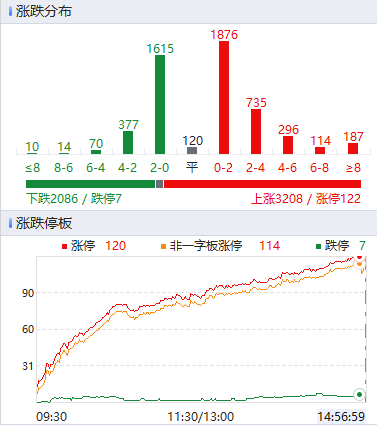 涨跌分布
10 14 70 377 1615 120 1876 735 296 114 187
≤8 8-6 6-4 4-2 2-0 平 0-2 2-4 4-6 6-8 ≥8
下跌2086 / 跌停7 上涨3208 / 涨停122
涨跌停板
涨停 120 非一字板涨停 114 跌停 7
90
60
31
09:30 11:30/13:00 14:56:59